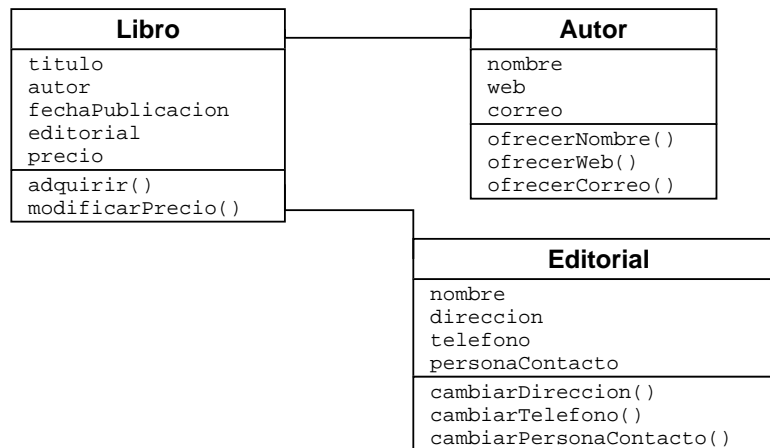 Libro
titulo
autor
fechaPublicacion
editorial
precio
adquirir()
modificarPrecio()
Autor
nombre
web
correo
ofrecerNombre()
ofrecerWeb()
ofrecerCorreo()
Editorial
nombre
direccion
telefono
personaContacto
cambiarDireccion()
cambiarTelefono()
cambiarPersonaContacto()